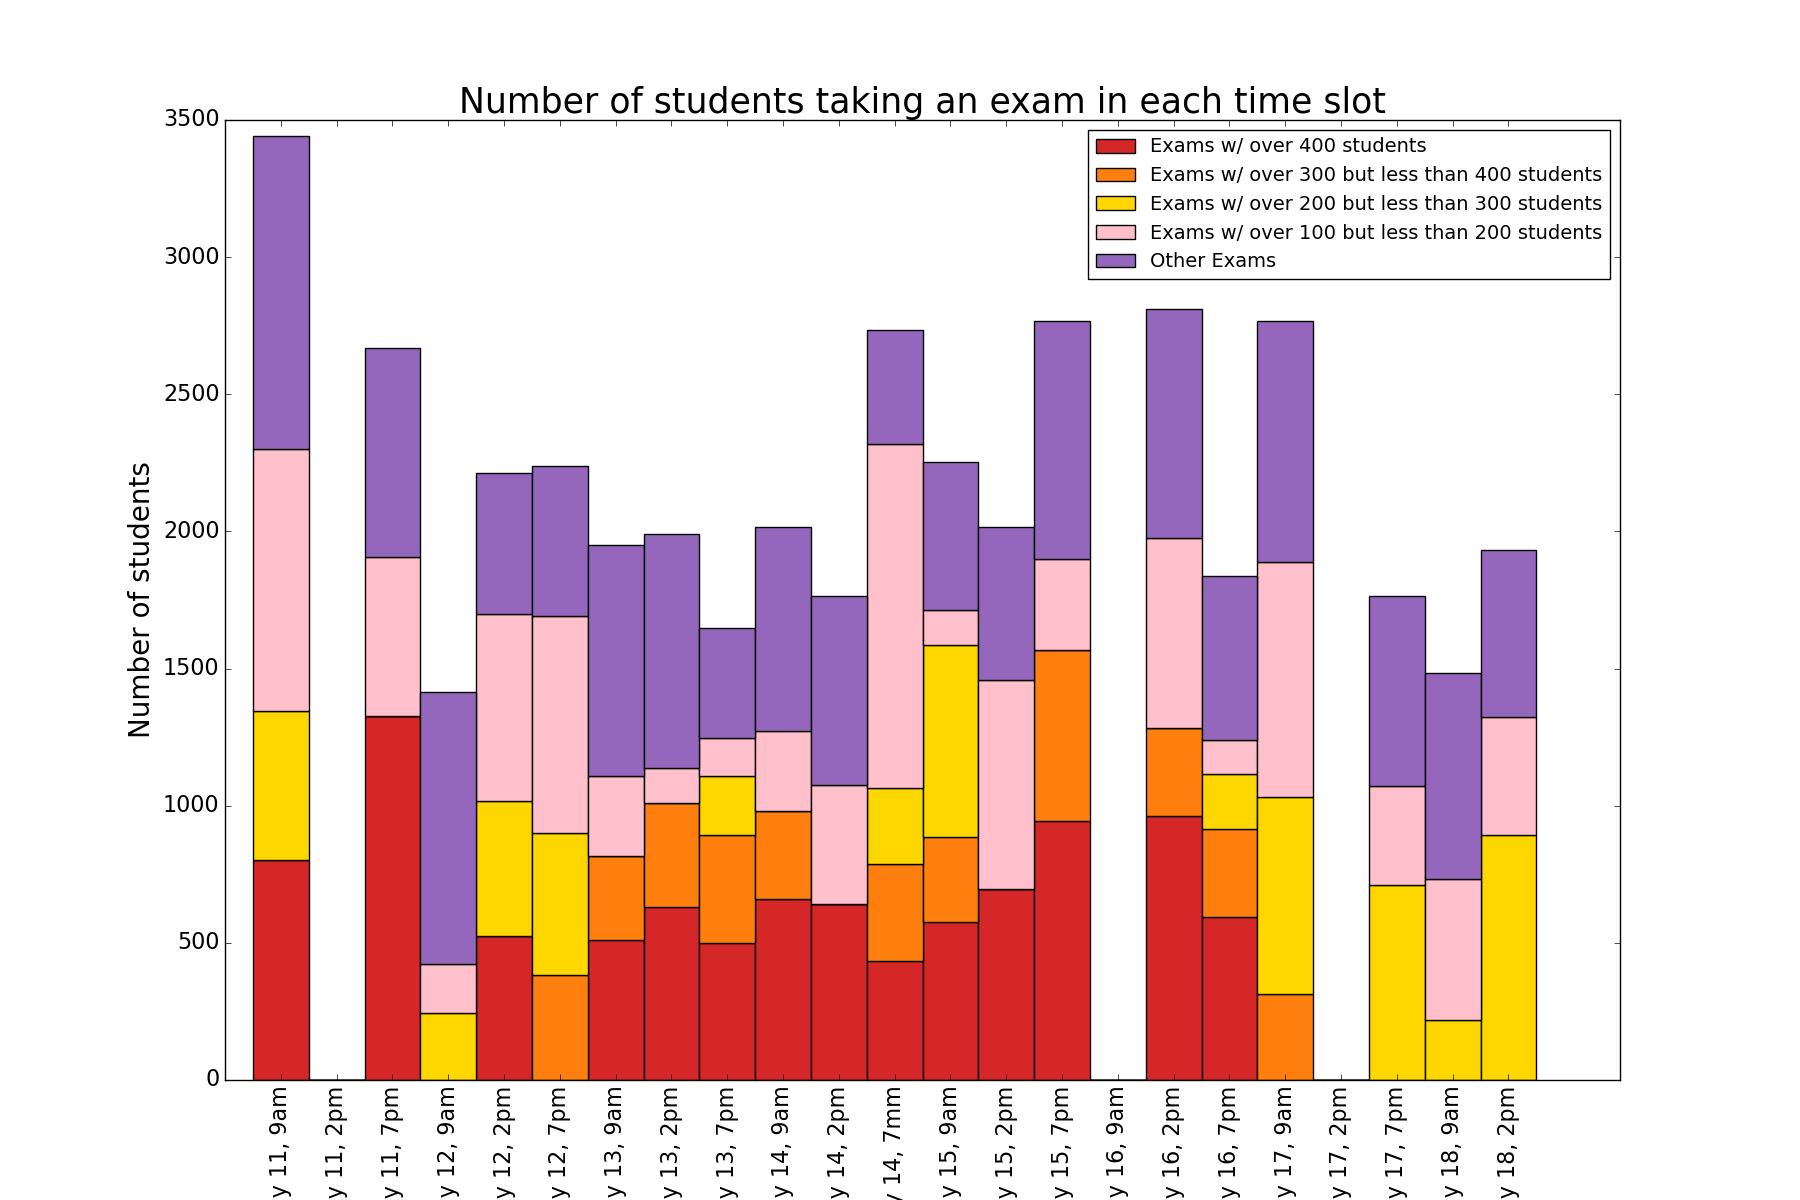 Number of students taking an exam in each time slot
Exams w/ over 400 students
Exams w/ over 300 but less than 400 students
Exams w/ over 200 but less than 300 students
Exams w/ over 100 but less than 200 students
Other Exams
Number of students
3500
3000
2500
2000
1500
1000
500
0
y 11, 9am
y 11, 2pm
y 11, 7pm
y 12, 9am
y 12, 2pm
y 12, 7pm
y 13, 9am
y 13, 2pm
y 13, 7pm
y 14, 9am
y 14, 2pm
y 14, 7mm
y 15, 9am
y 15, 2pm
y 15, 7pm
y 16, 9am
y 16, 2pm
y 16, 7pm
y 17, 9am
y 17, 2pm
y 17, 7pm
y 18, 9am
y 18, 2pm